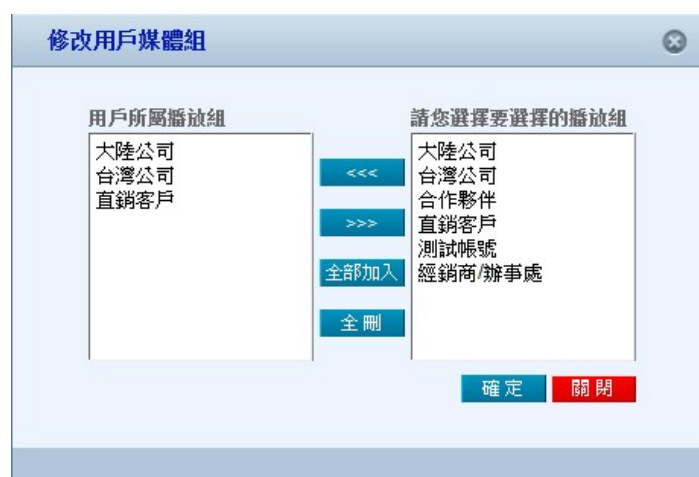 修改用戶媒體組
用戶所屬播放組
請您選擇要選擇的播放組
大陸公司
台灣公司
直銷客戶
<<<
>>>
全部加入
全刪
大陸公司
台灣公司
合作夥伴
直銷客戶
測試帳號
經銷商/辦事處
確定
關閉